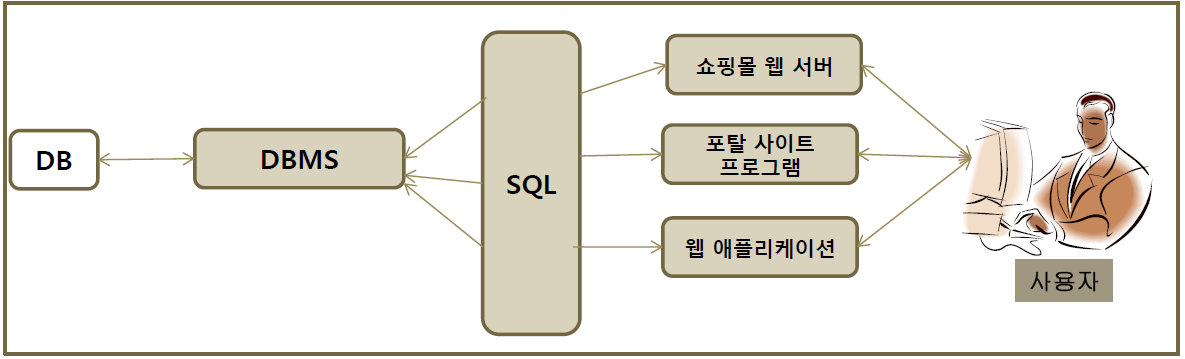 DB
DBMS
SQL
쇼핑몰 웹 서버
포탈 사이트
프로그램
웹 애플리케이션
사용자